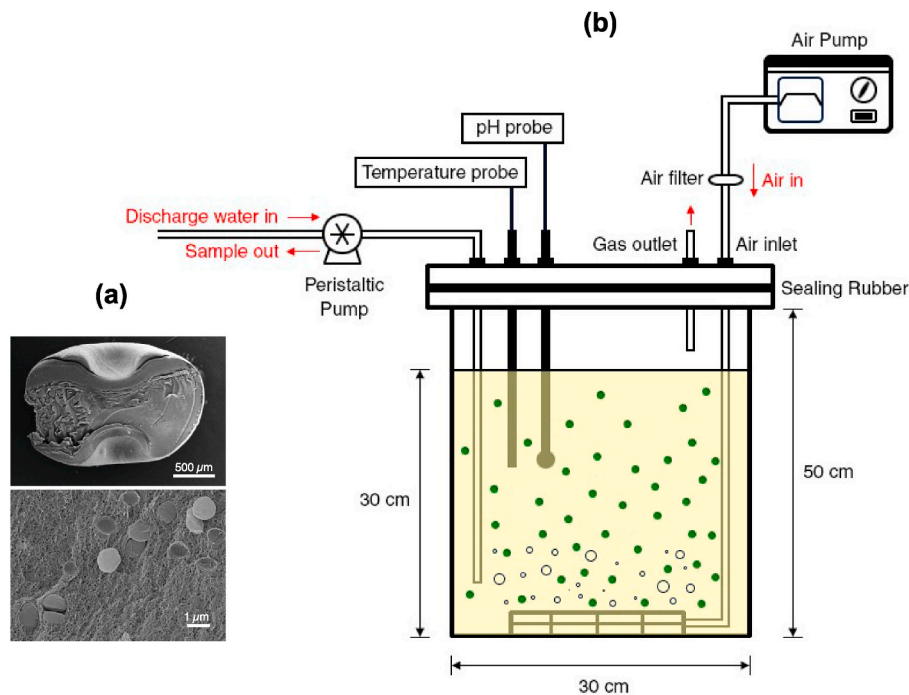 (b)
Air Pump
pH probe
Temperature probe
Air filter
Air in
Discharge water in
Sample out
Gas outlet
Air inlet
Peristaltic
Pump
Sealing Rubber
(a)
500 µm
1 µm
30 cm
50 cm
30 cm